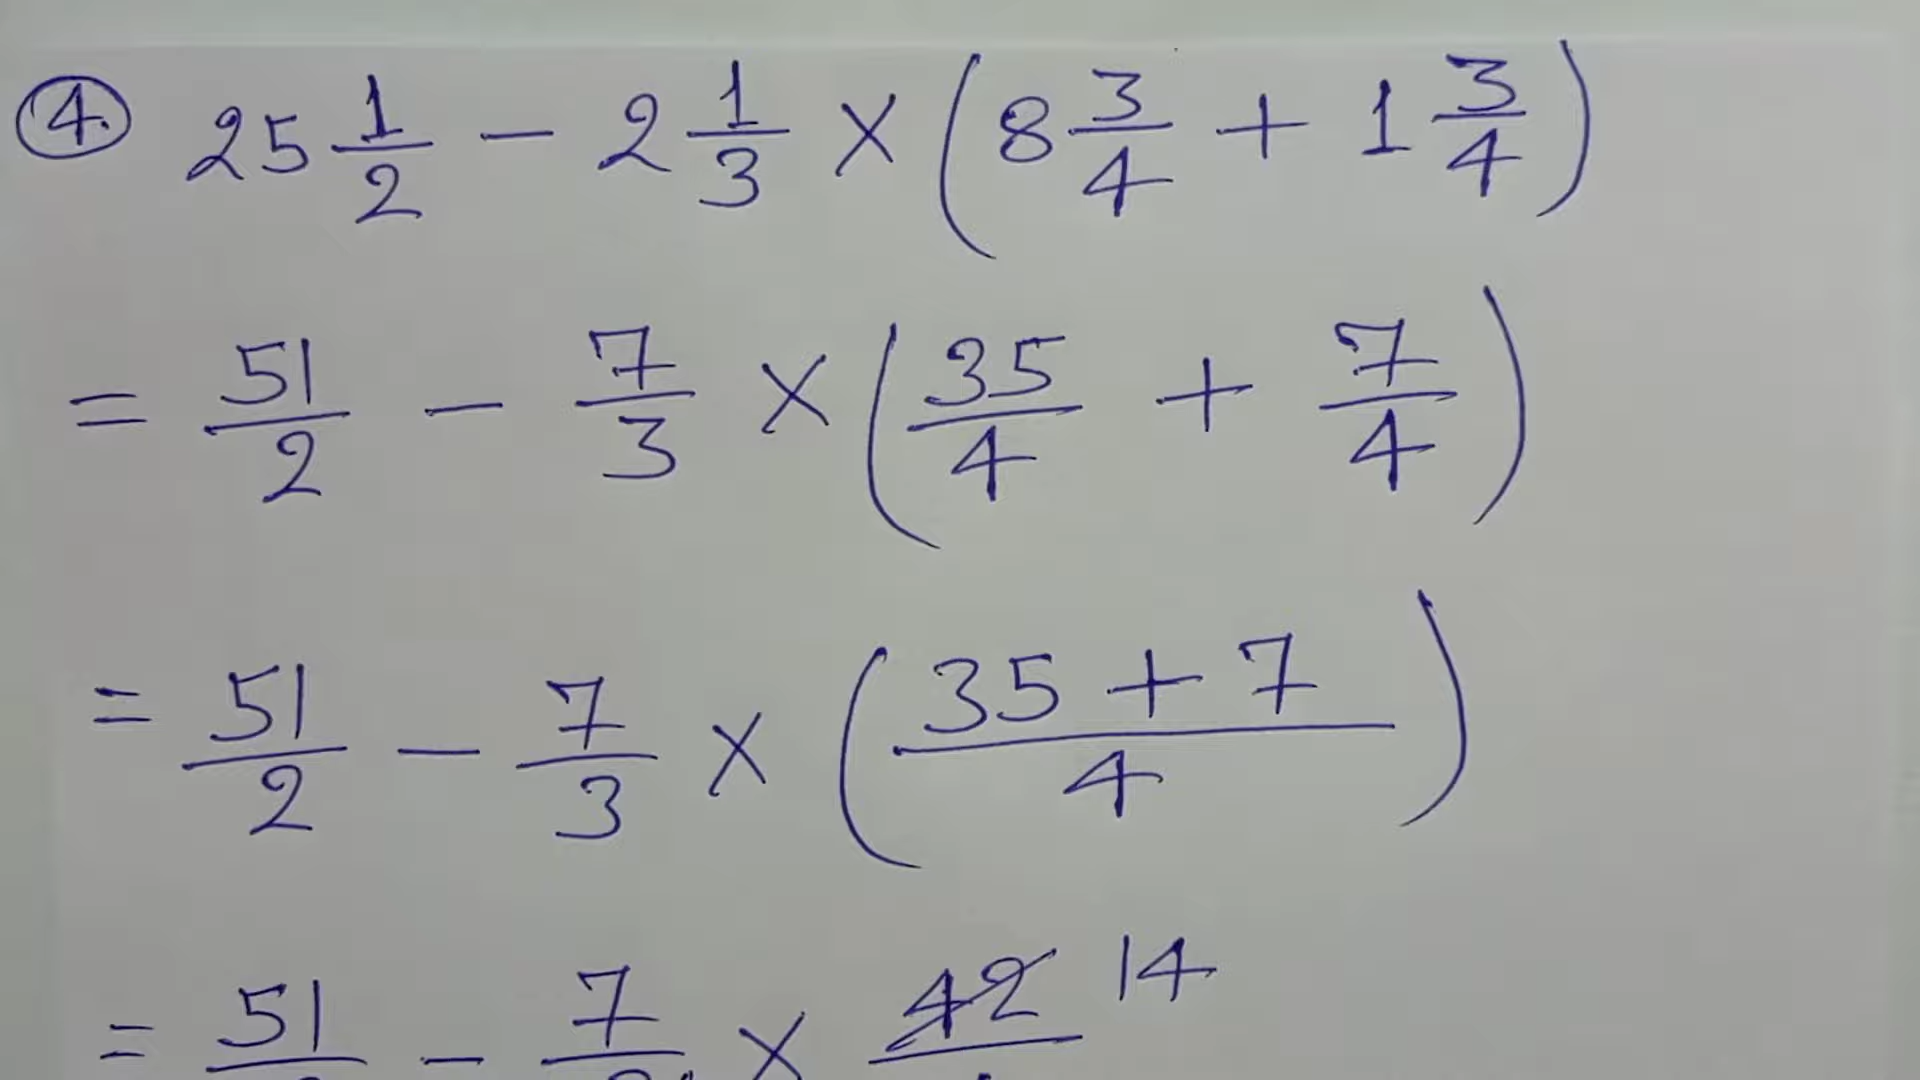 ④. 25 1/2 − 2 1/3 × (8 3/4 + 1 3/4)
= 51/2 − 7/3 × (35/4 + 7/4)
= 51/2 − 7/3 × ((35 + 7)/4)
= 51 − 7 × 42 14